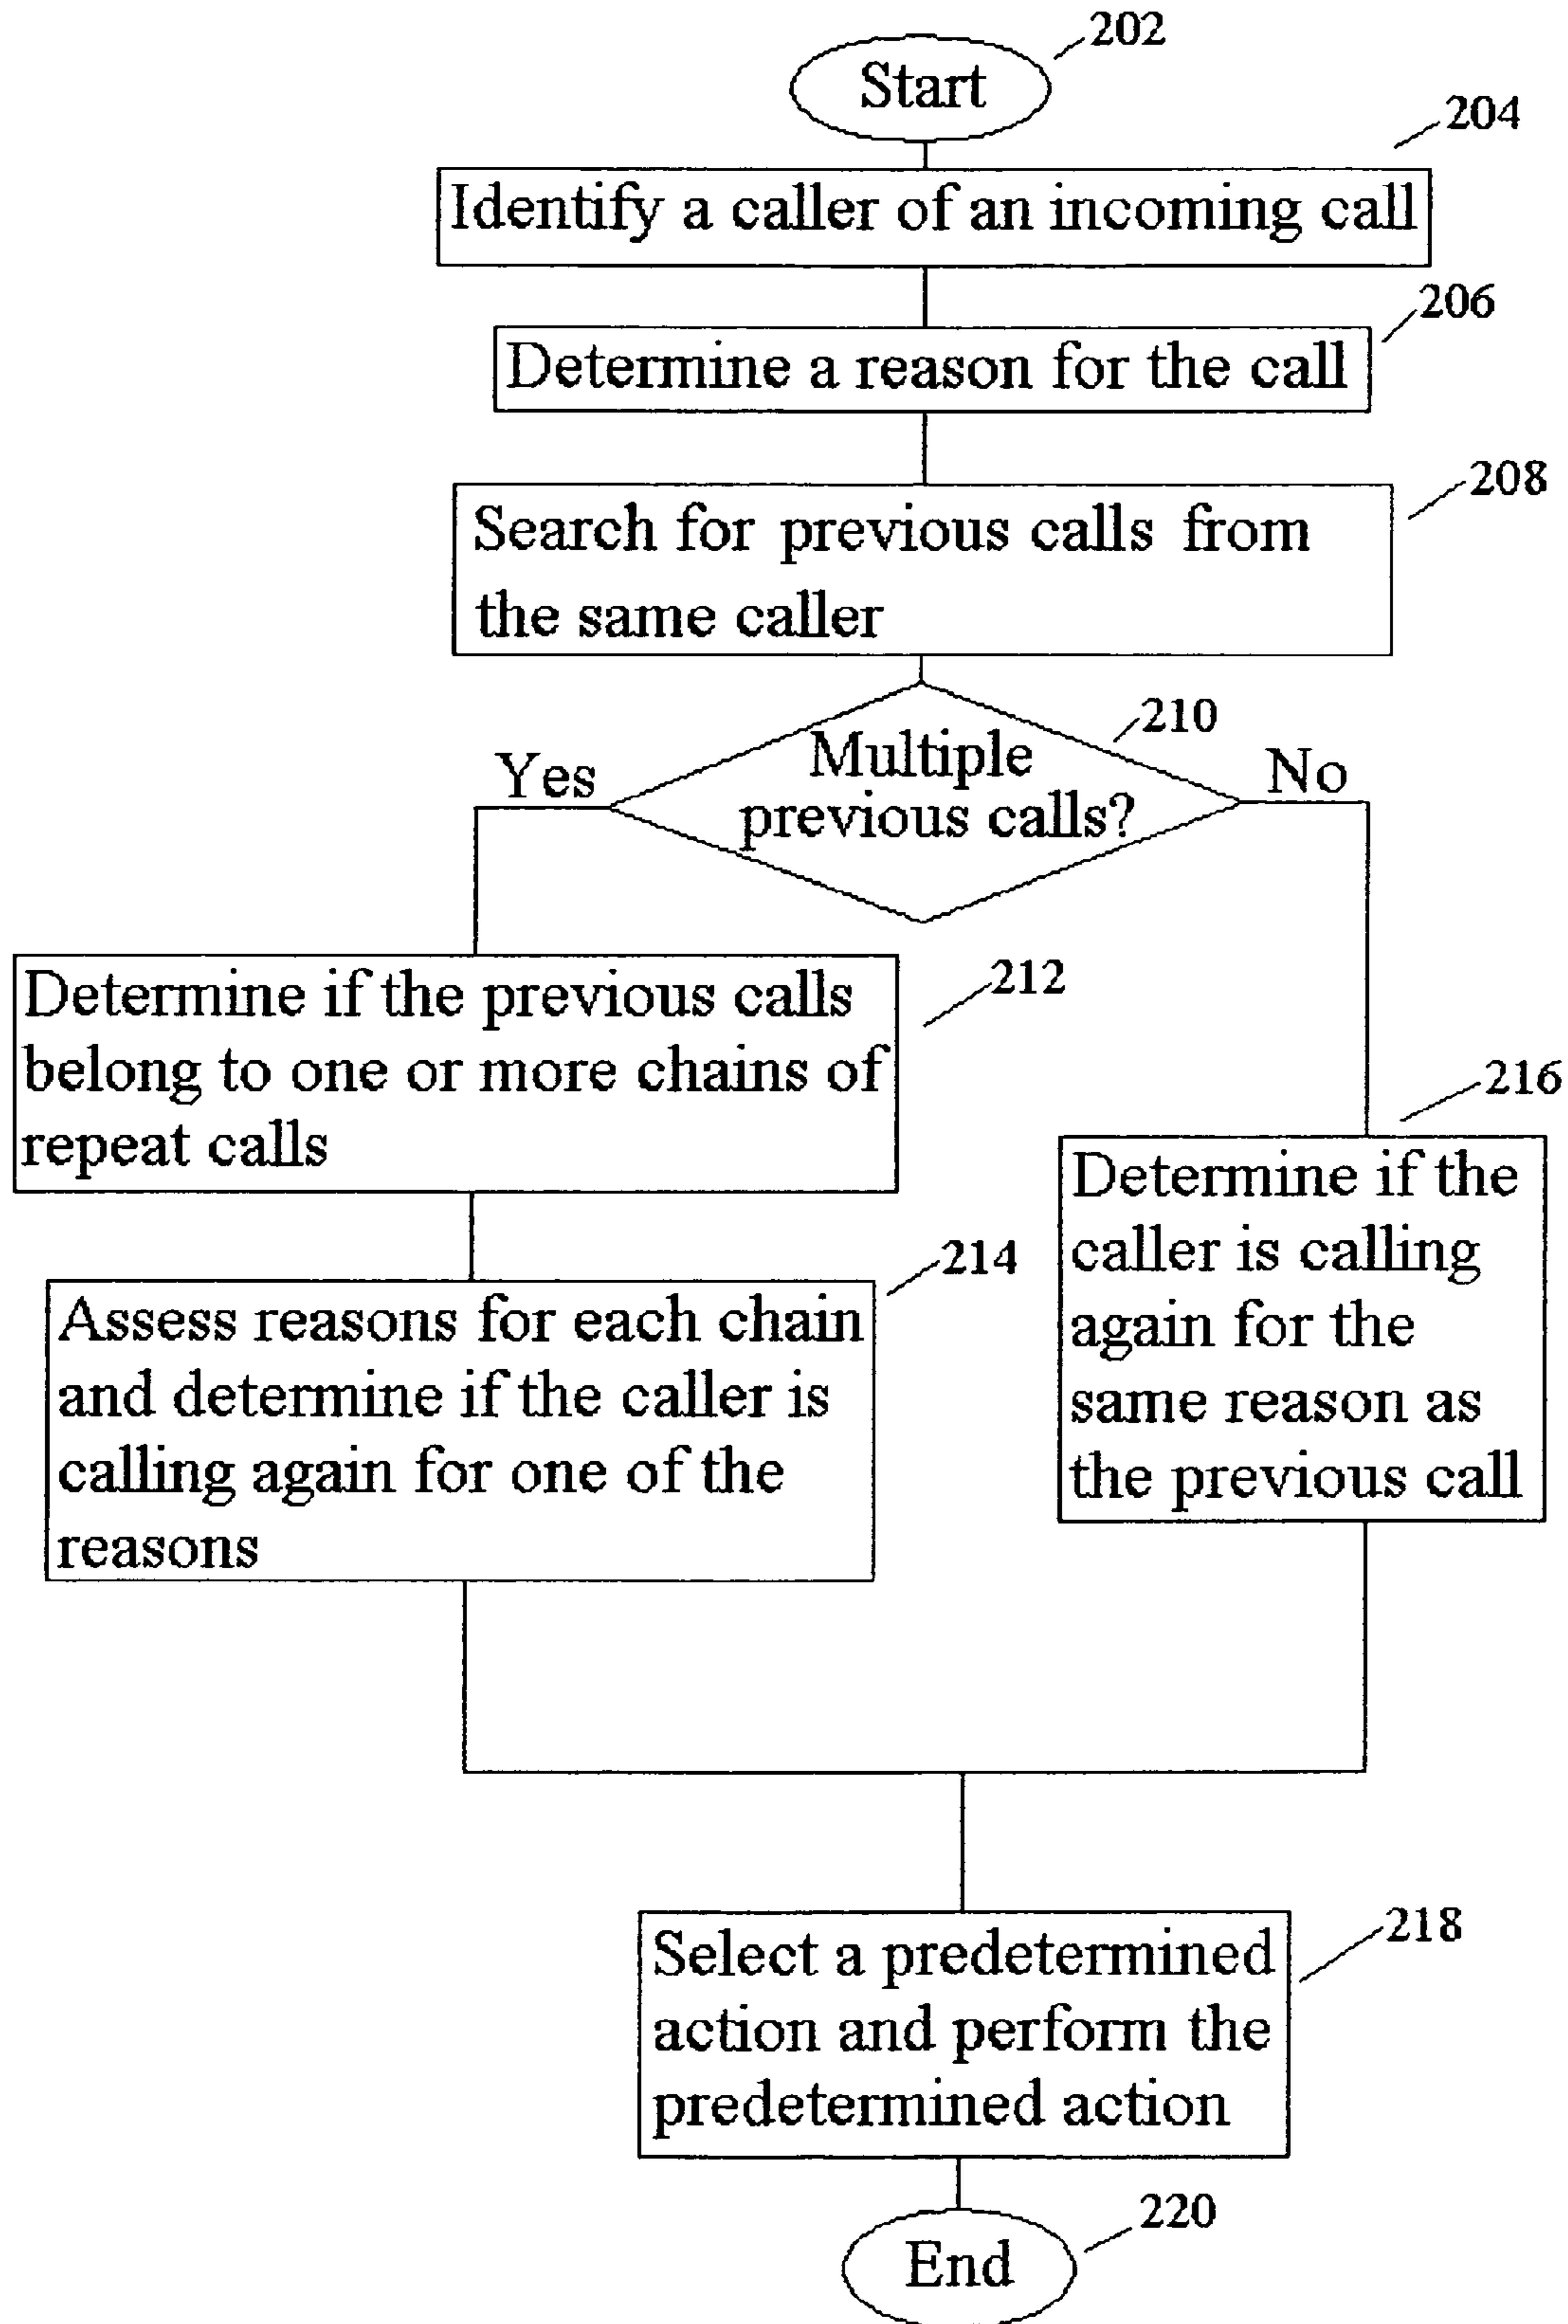 202
Start
204
Identify a caller of an incoming call
206
Determine a reason for the call
208
Search for previous calls from
the same caller
210
Multiple
previous calls?
Yes
No
212
Determine if the previous calls
belong to one or more chains of
repeat calls
214
Assess reasons for each chain
and determine if the caller is
calling again for one of the
reasons
216
Determine if the
caller is calling
again for the
same reason as
the previous call
218
Select a predetermined
action and perform the
predetermined action
220
End